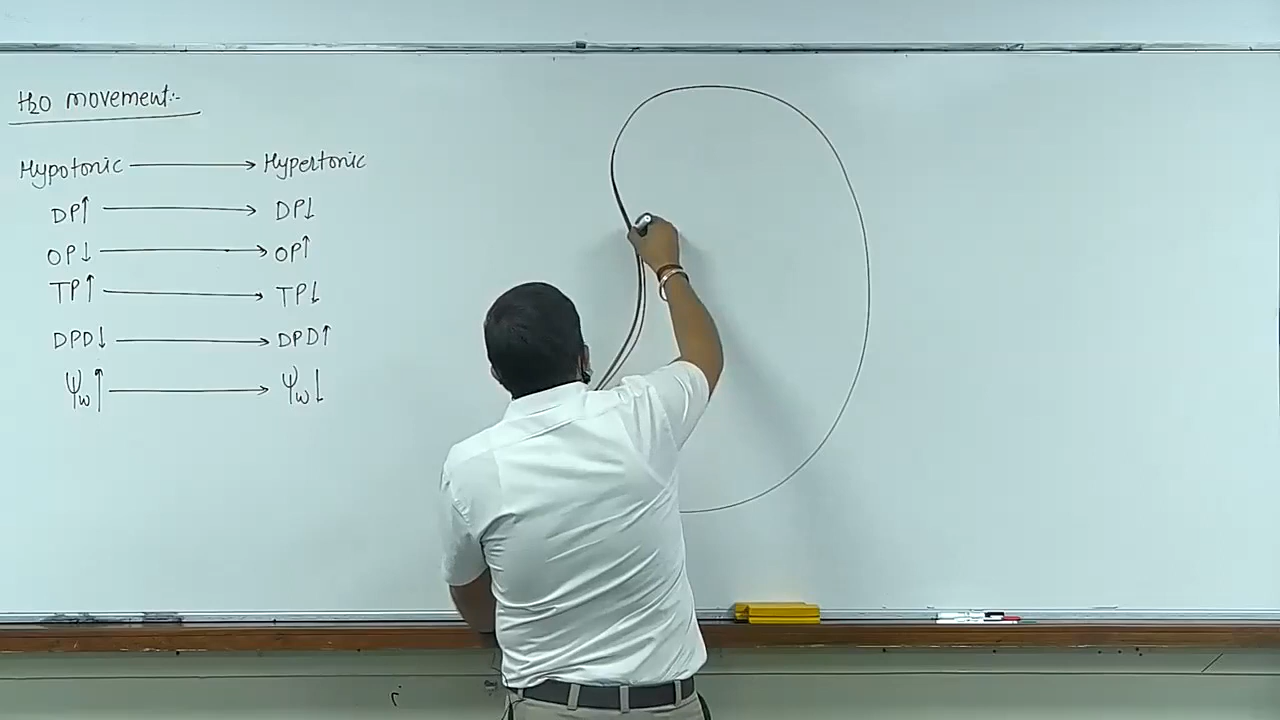 H2O movement:-
Hypotonic → Hypertonic
DP↑ → DP↓
OP↓ → OP↑
TP↑ → TP↓
DPD↓ → DPD↑
Ψw↑ → Ψw↓